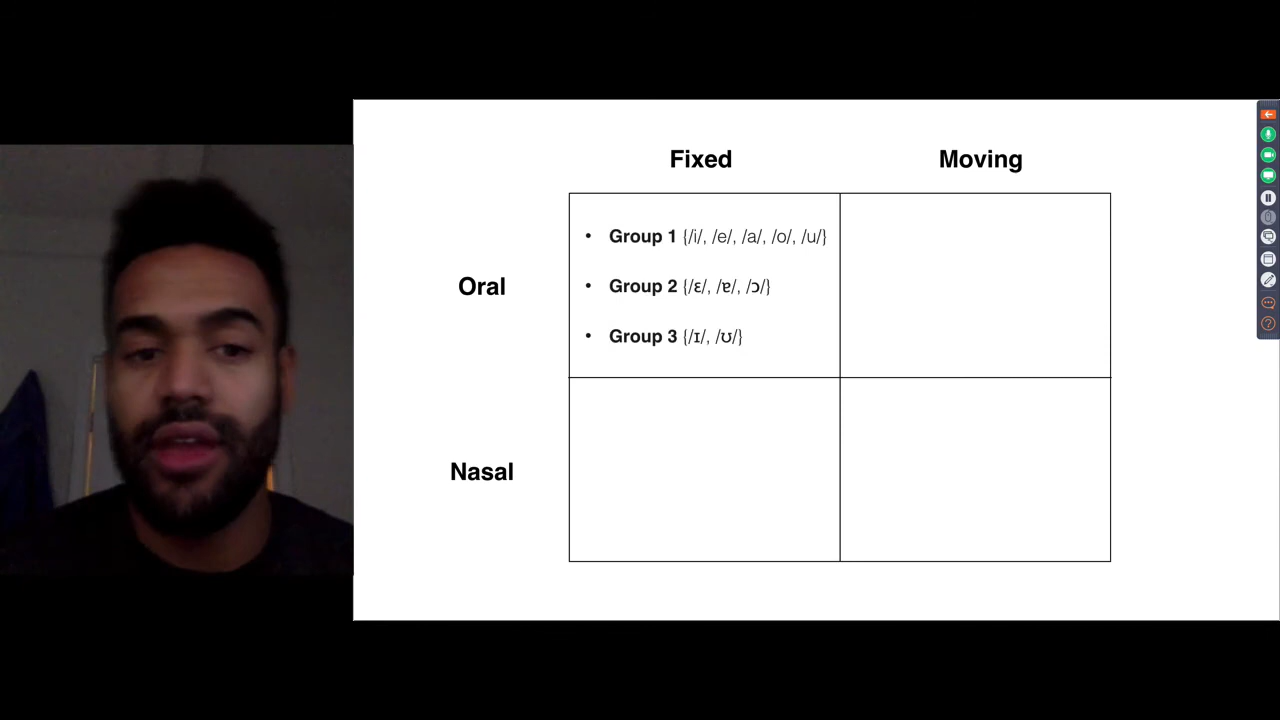 Fixed Moving
Oral
• Group 1 {/i/, /e/, /a/, /o/, /u/}
• Group 2 {/ɛ/, /ɐ/, /ɔ/}
• Group 3 {/ɪ/, /ʊ/}
Nasal